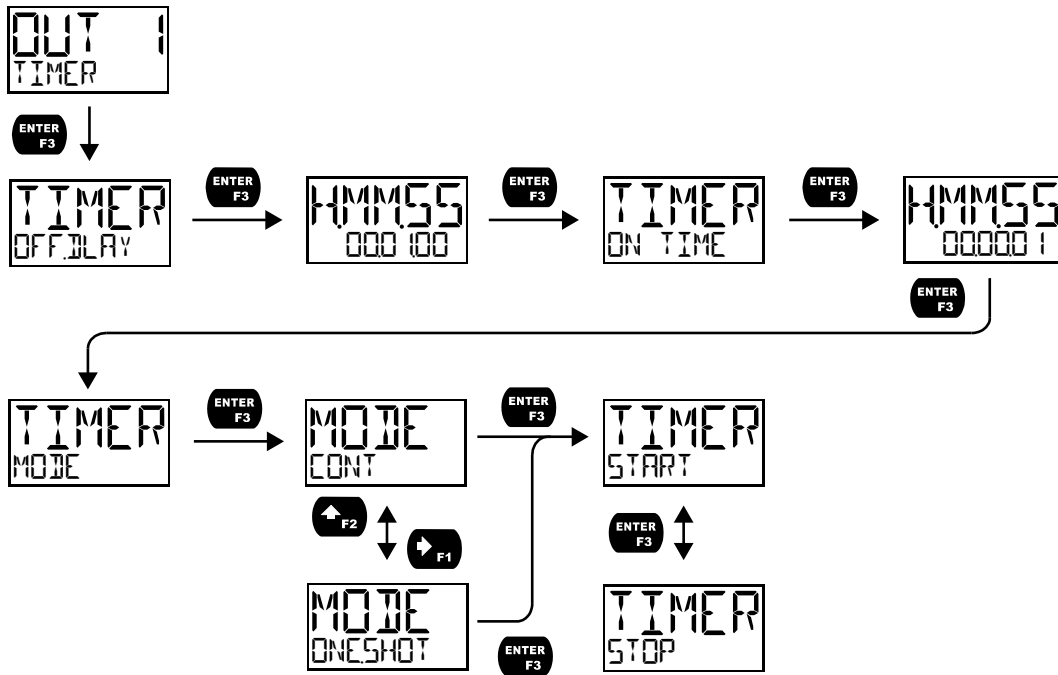 OUT 1
TIMER
ENTER
F3
ENTER
F3
ENTER
F3
ENTER
F3
TIMER
OFF.DLAY
H.MM.SS
00.01.00
TIMER
ON TIME
H.MM.SS
00.00.01
ENTER
F3
ENTER
F3
ENTER
F3
TIMER
MODE
MODE
CONT
TIMER
START
F2
F1
ENTER
F3
MODE
ONE.SHOT
TIMER
STOP
ENTER
F3